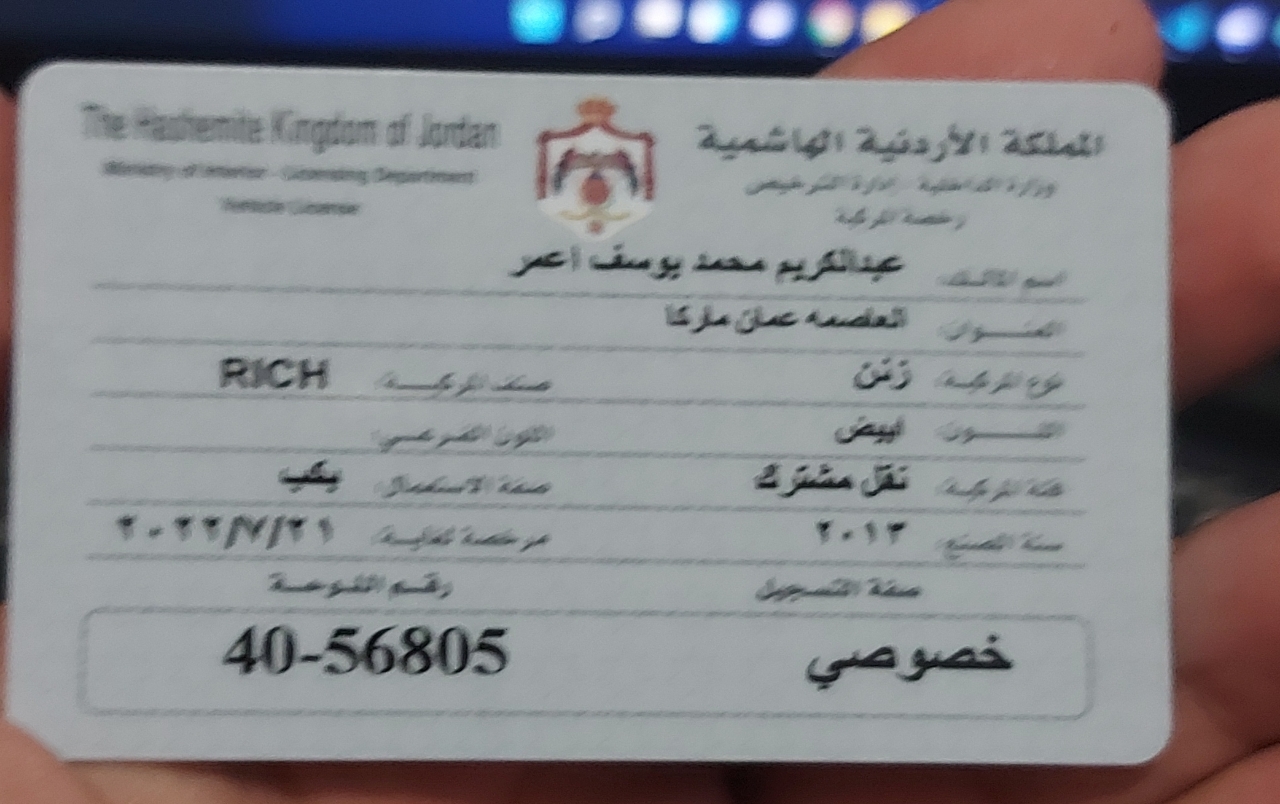 The Hashemite Kingdom of Jordan
المملكة الأردنية الهاشمية
Ministry of Interior - Licensing Department
وزارة الداخلية - إدارة الترخيص
Vehicle License
رخصة المركبة
اسم المالك: عبدالكريم محمد يوسف اعمر
العنوان: العاصمه عمان ماركا
نوع المركبة: زنن صنف المركبة: RICH
اللون: ابيض اللون الفرعي:
فئة المركبة: نقل مشترك صفة الاستعمال: بكب
سنة الصنع: ٢٠١٣ مرخصة لغاية:
صفة التسجيل رقم اللوحة
خصوصي 40-56805